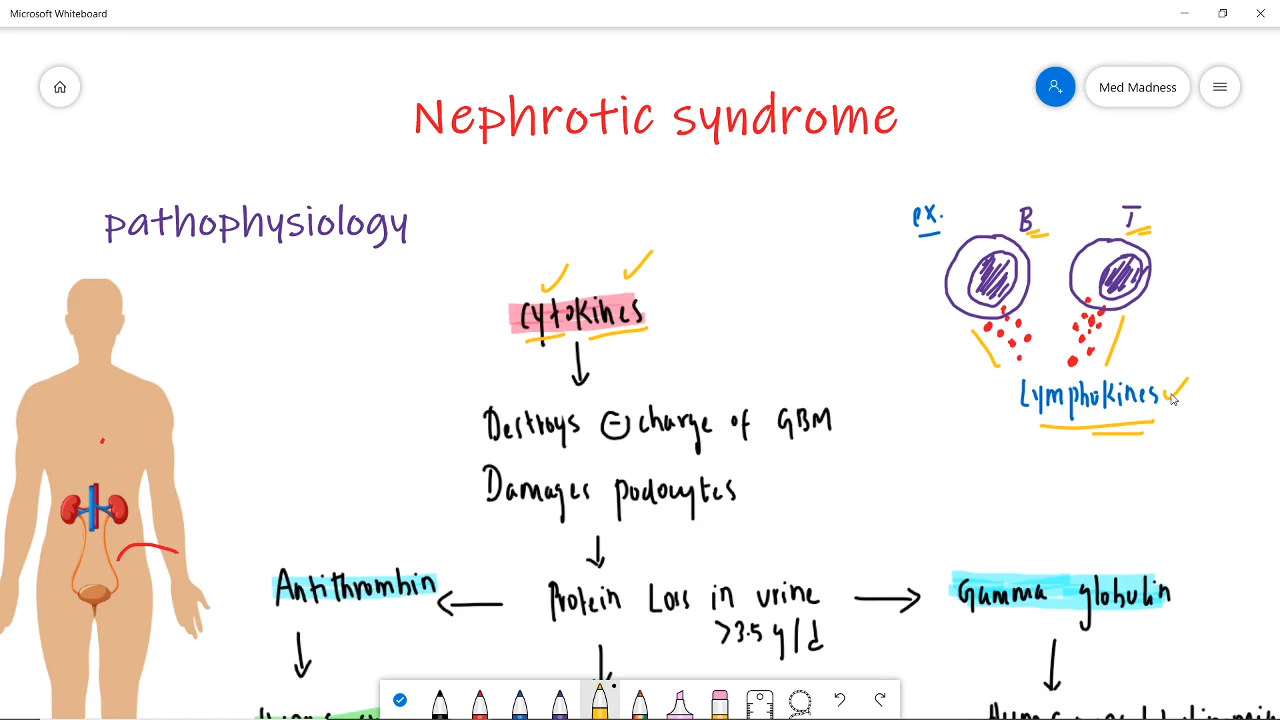 Microsoft Whiteboard
Med Madness
Nephrotic syndrome
pathophysiology
ex.
B
T
Cytokines
Lymphokines
Destroys ⊖ charge of GBM
Damages podocytes
Antithrombin
Protein Loss in urine
>3.5 g/d
Gamma globulin